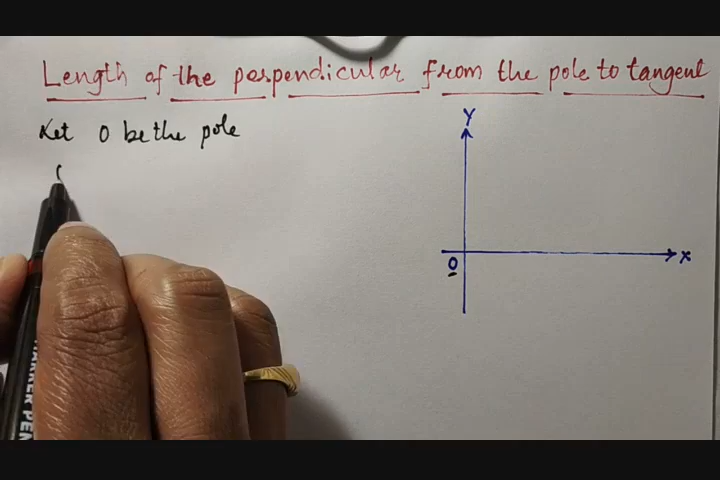 Length of the perpendicular from the pole to tangent
Let O be the pole
Y
O
X